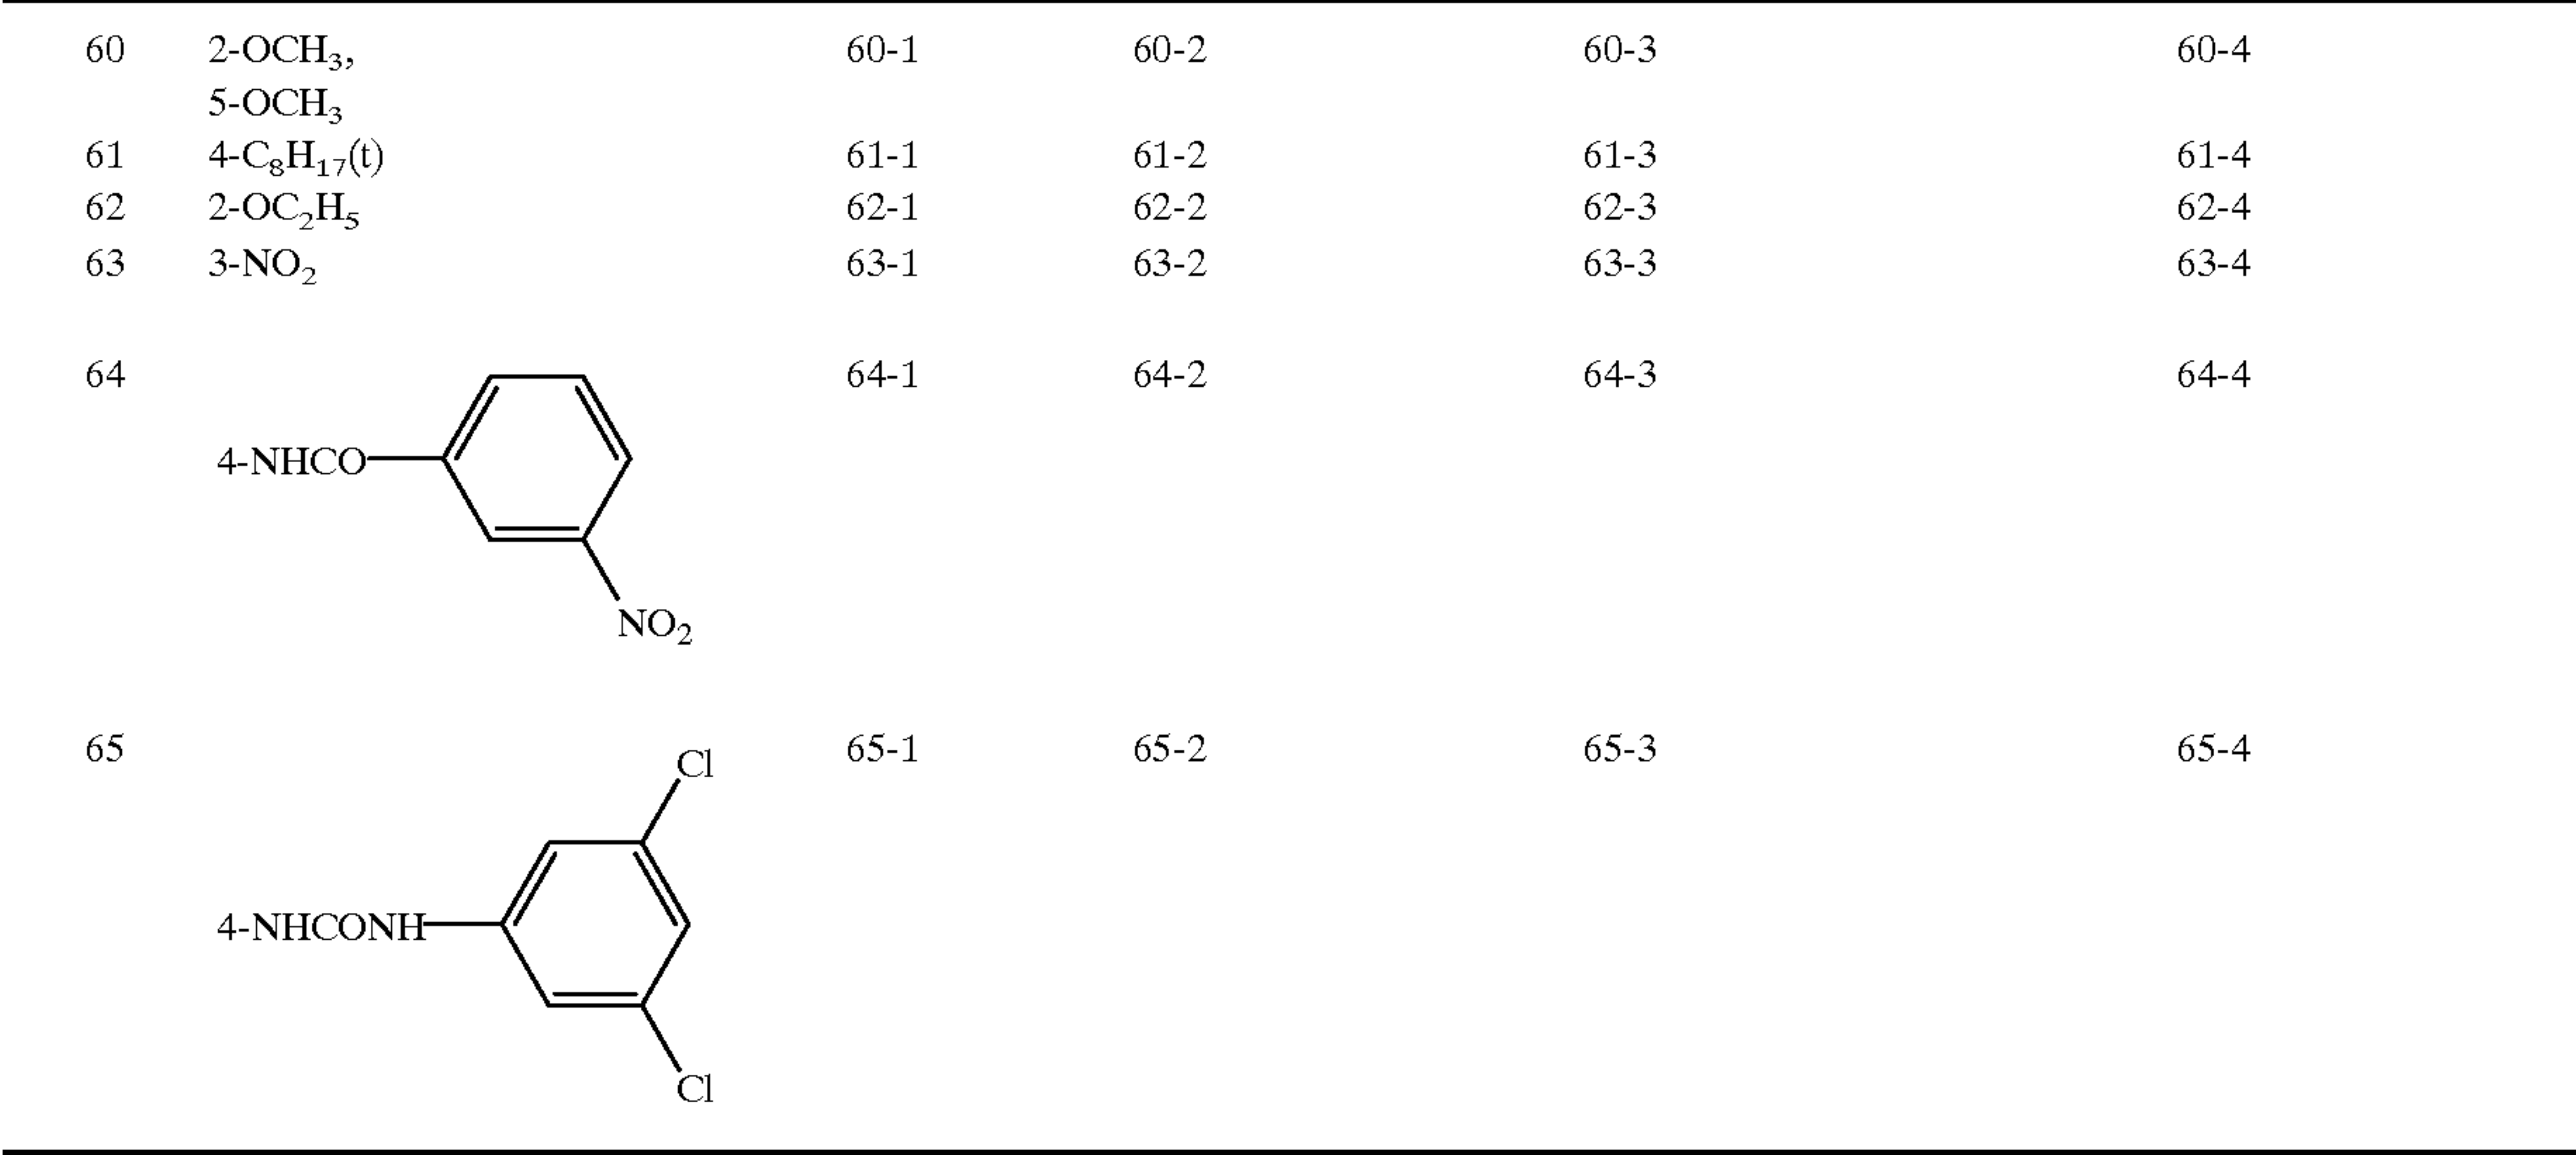 60 2-OCH₃, 60-1 60-2 60-3 60-4
5-OCH₃
61 4-C₈H₁₇(t) 61-1 61-2 61-3 61-4
62 2-OC₂H₅ 62-1 62-2 62-3 62-4
63 3-NO₂ 63-1 63-2 63-3 63-4
64 64-1 64-2 64-3 64-4
4-NHCO
NO₂
65 65-1 65-2 65-3 65-4
Cl
4-NHCONH
Cl